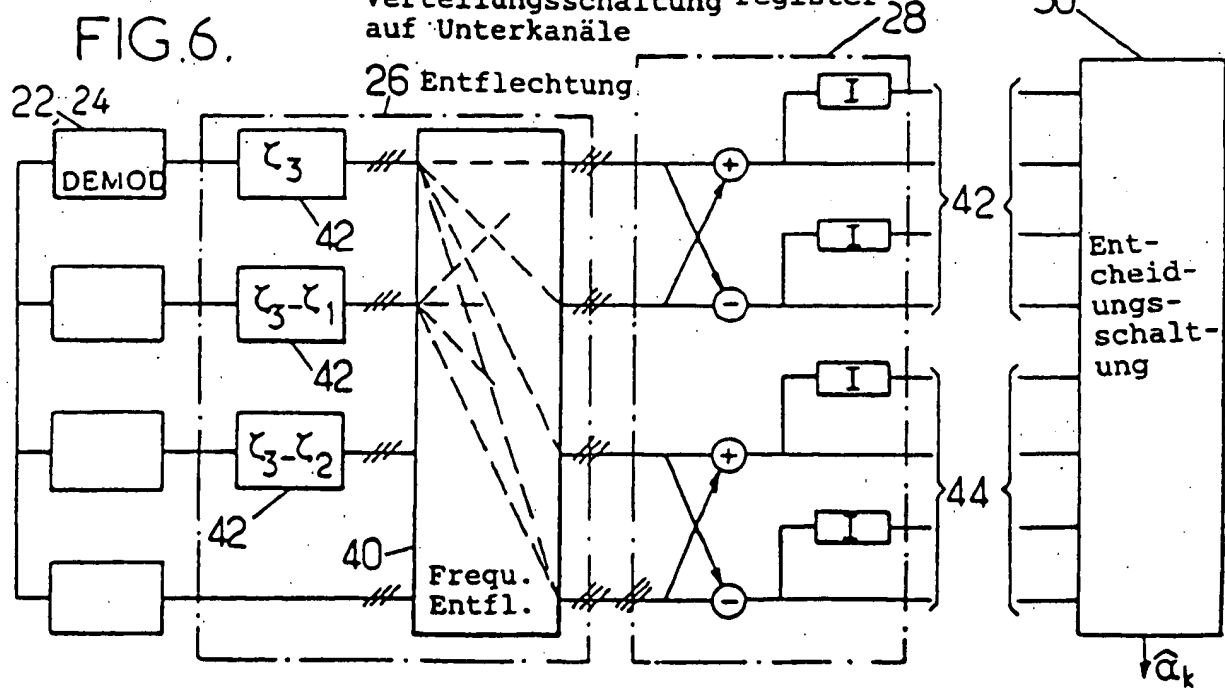 Verteilungsschaltung register
auf Unterkanäle
28
FIG.6.
26 Entflechtung
22, 24
DEMOD
ζ3
42
ζ3-ζ1
42
ζ3-ζ2
42
40
Frequ.
Entfl.
+
-
+
-
I
I
I
I
42
44
Ent-
cheid-
ungs-
schalt-
ung
α̂k